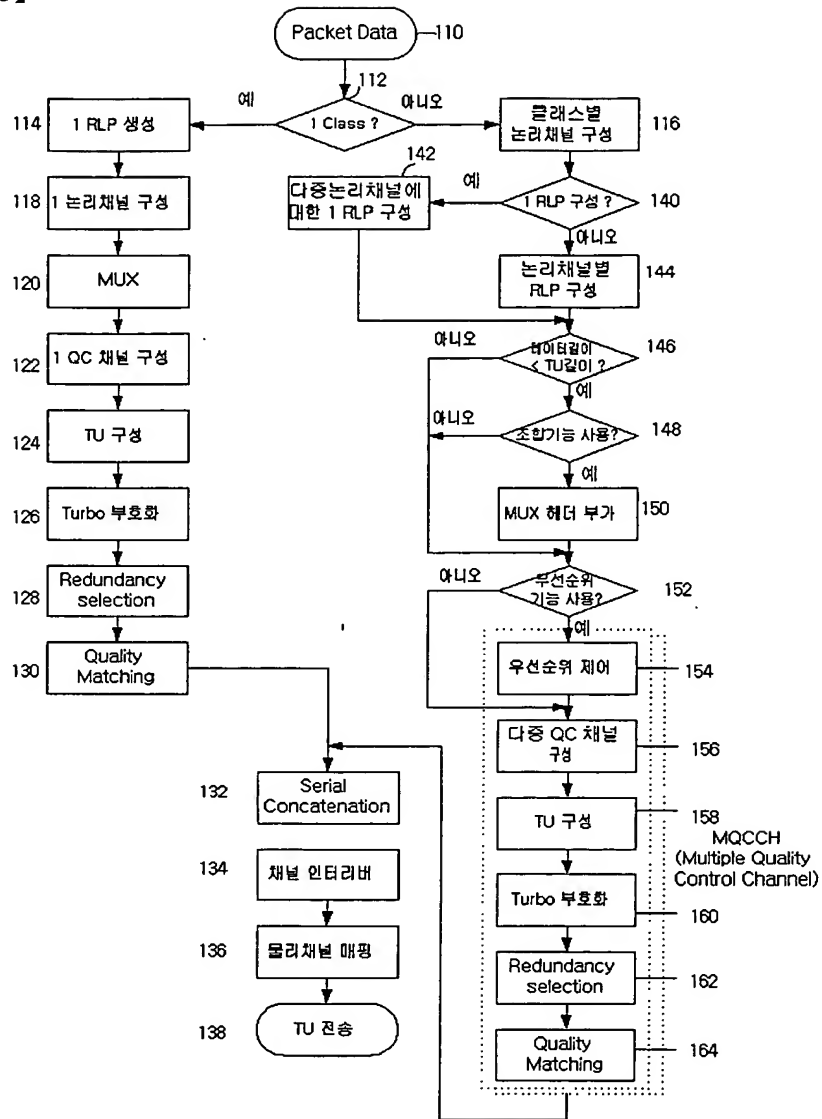 Packet Data
110
112
1 Class ?
예
아니오
114
1 RLP 생성
클래스별
논리채널 구성
116
142
118
1 논리채널 구성
다중논리채널에
대한 1 RLP 구성
예
1 RLP 구성 ?
140
아니오
120
MUX
논리채널별
RLP 구성
144
122
1 QC 채널 구성
아니오
데이터길이
< TU길이 ?
146
예
124
TU 구성
아니오
조합기능 사용?
148
예
126
Turbo 부호화
MUX 헤더 부가
150
128
Redundancy
selection
아니오
우선순위
기능 사용?
152
예
130
Quality
Matching
우선순위 제어
154
다중 QC 채널
구성
156
132
Serial
Concatenation
TU 구성
158
MQCCH
(Multiple Quality
Control Channel)
134
채널 인터리버
Turbo 부호화
160
136
물리채널 매핑
Redundancy
selection
162
138
TU 전송
Quality
Matching
164